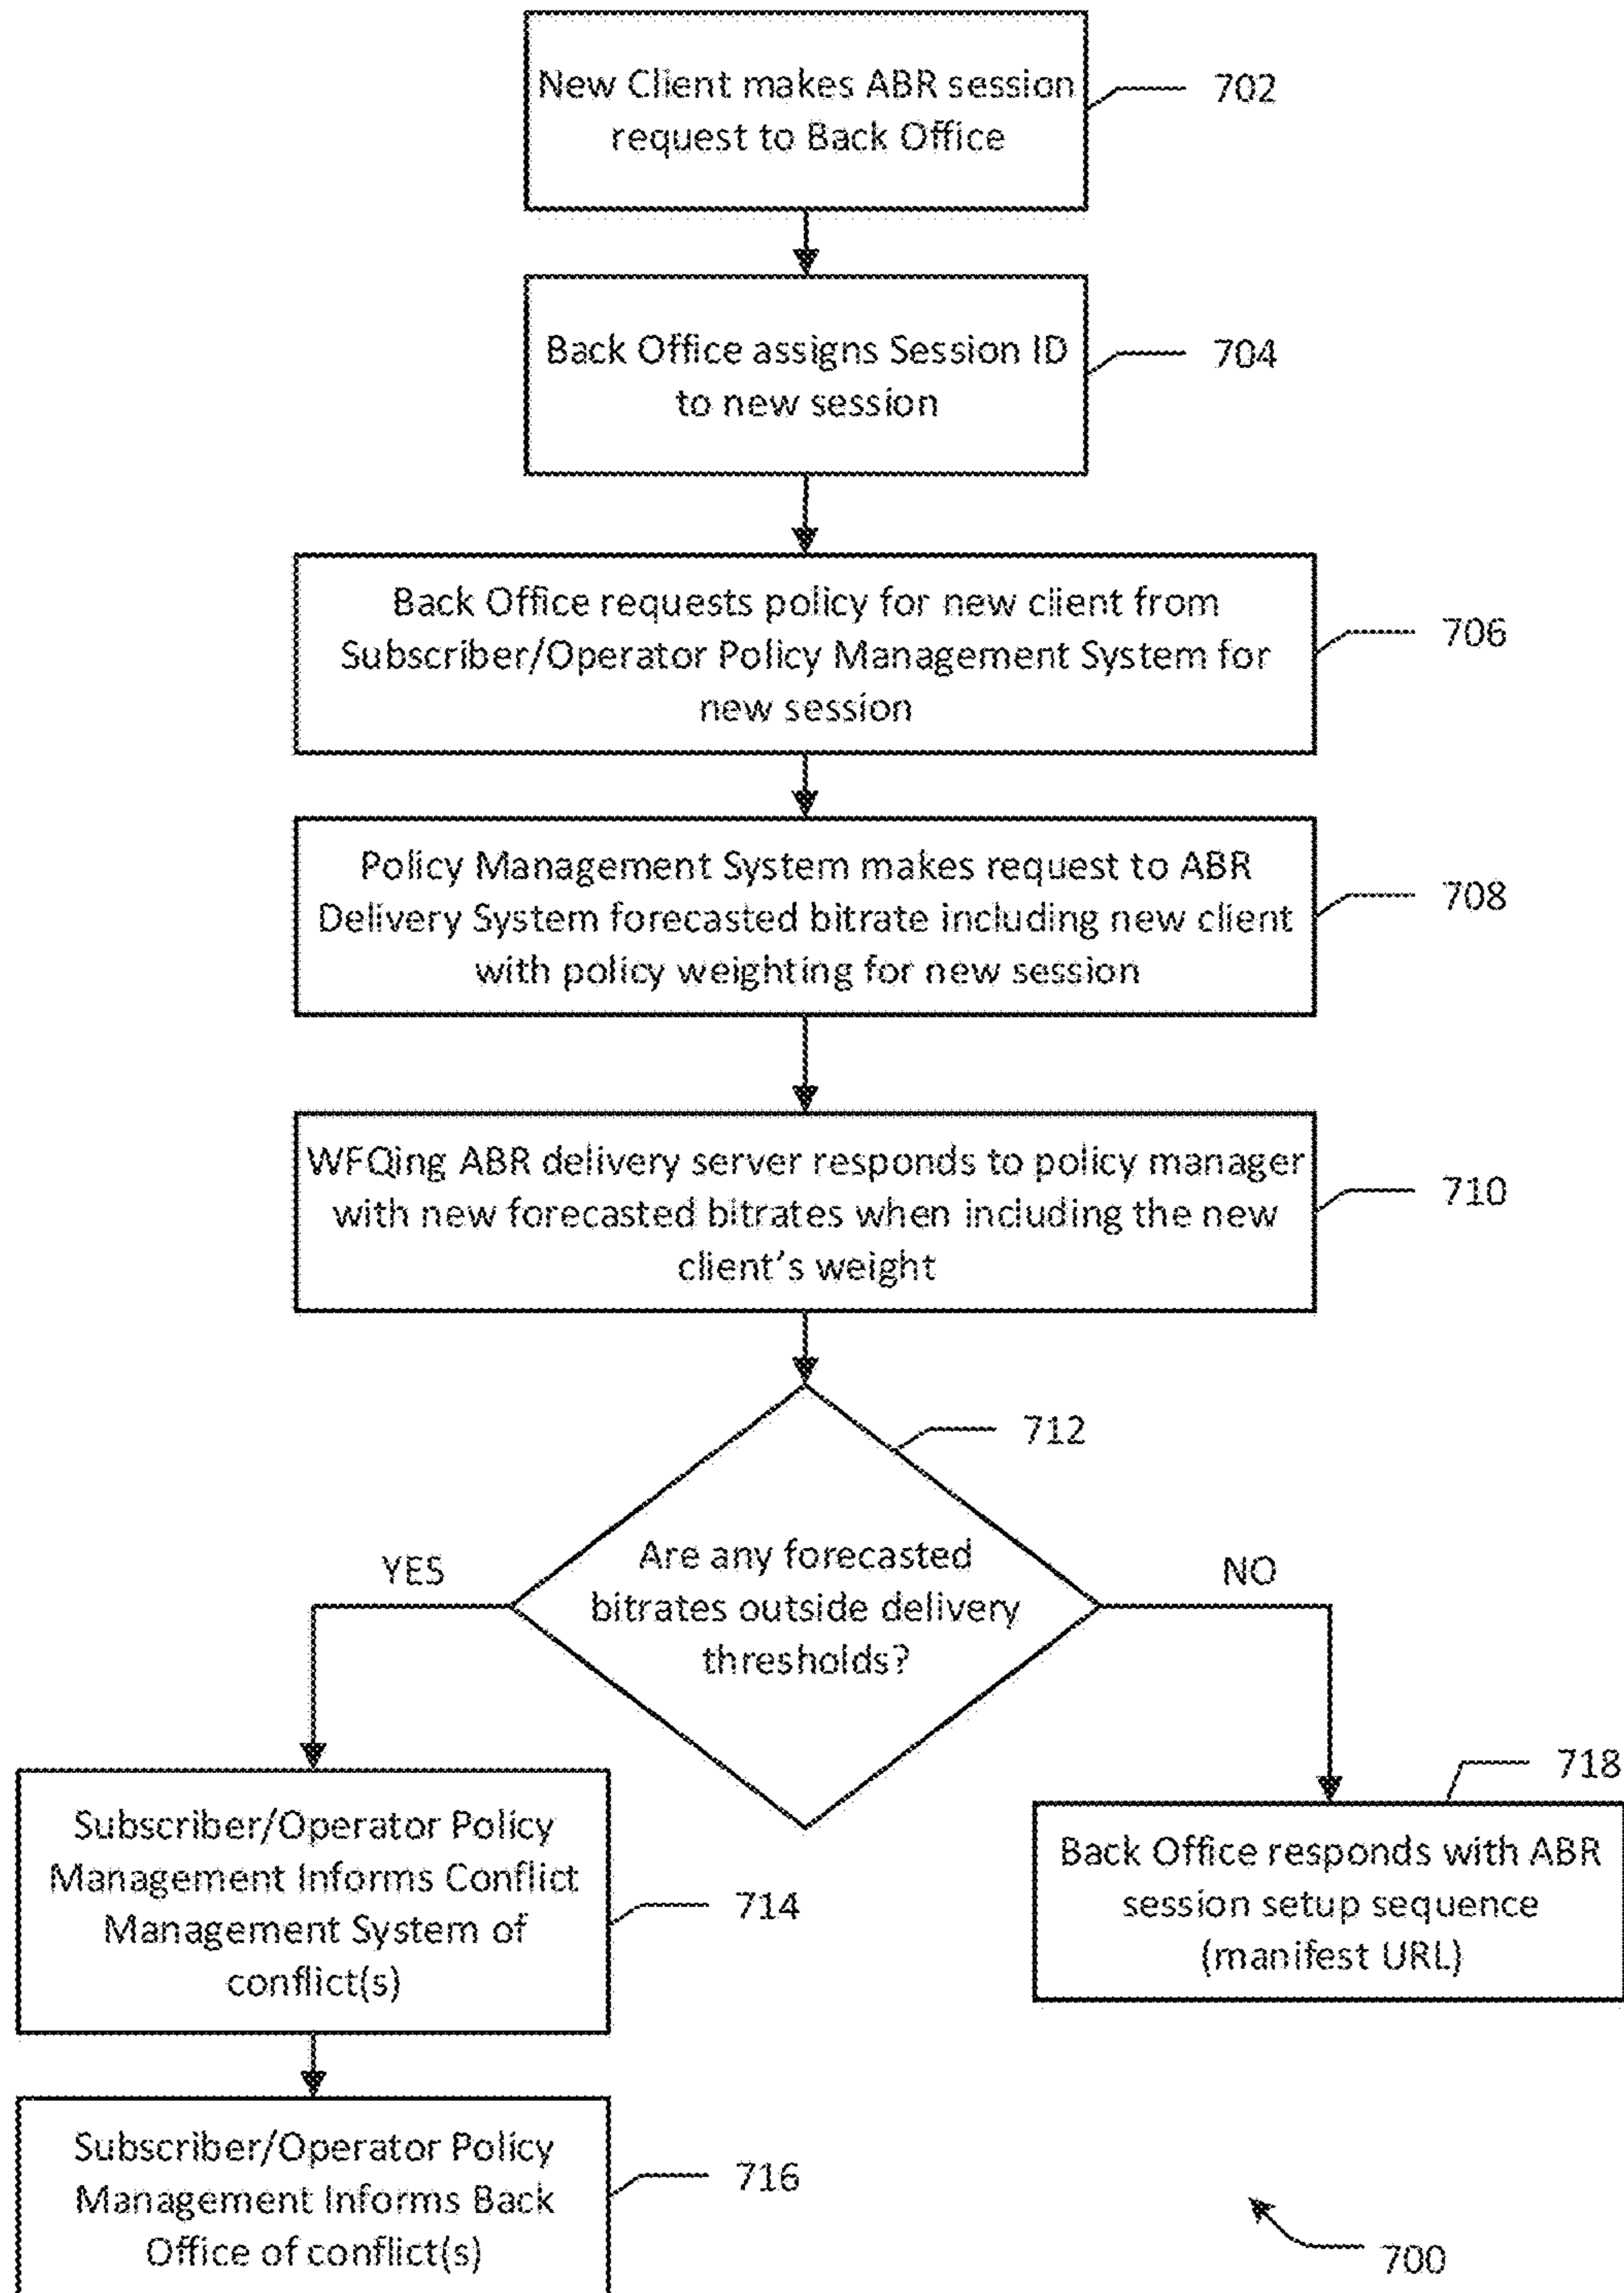 New Client makes ABR session
request to Back Office
702
Back Office assigns Session ID
to new session
704
Back Office requests policy for new client from
Subscriber/Operator Policy Management System for
new session
706
Policy Management System makes request to ABR
Delivery System forecasted bitrate including new client
with policy weighting for new session
708
WFQing ABR delivery server responds to policy manager
with new forecasted bitrates when including the new
client's weight
710
712
Are any forecasted
bitrates outside delivery
thresholds?
YES
NO
Subscriber/Operator Policy
Management Informs Conflict
Management System of
conflict(s)
714
718
Back Office responds with ABR
session setup sequence
(manifest URL)
Subscriber/Operator Policy
Management Informs Back
Office of conflict(s)
716
700